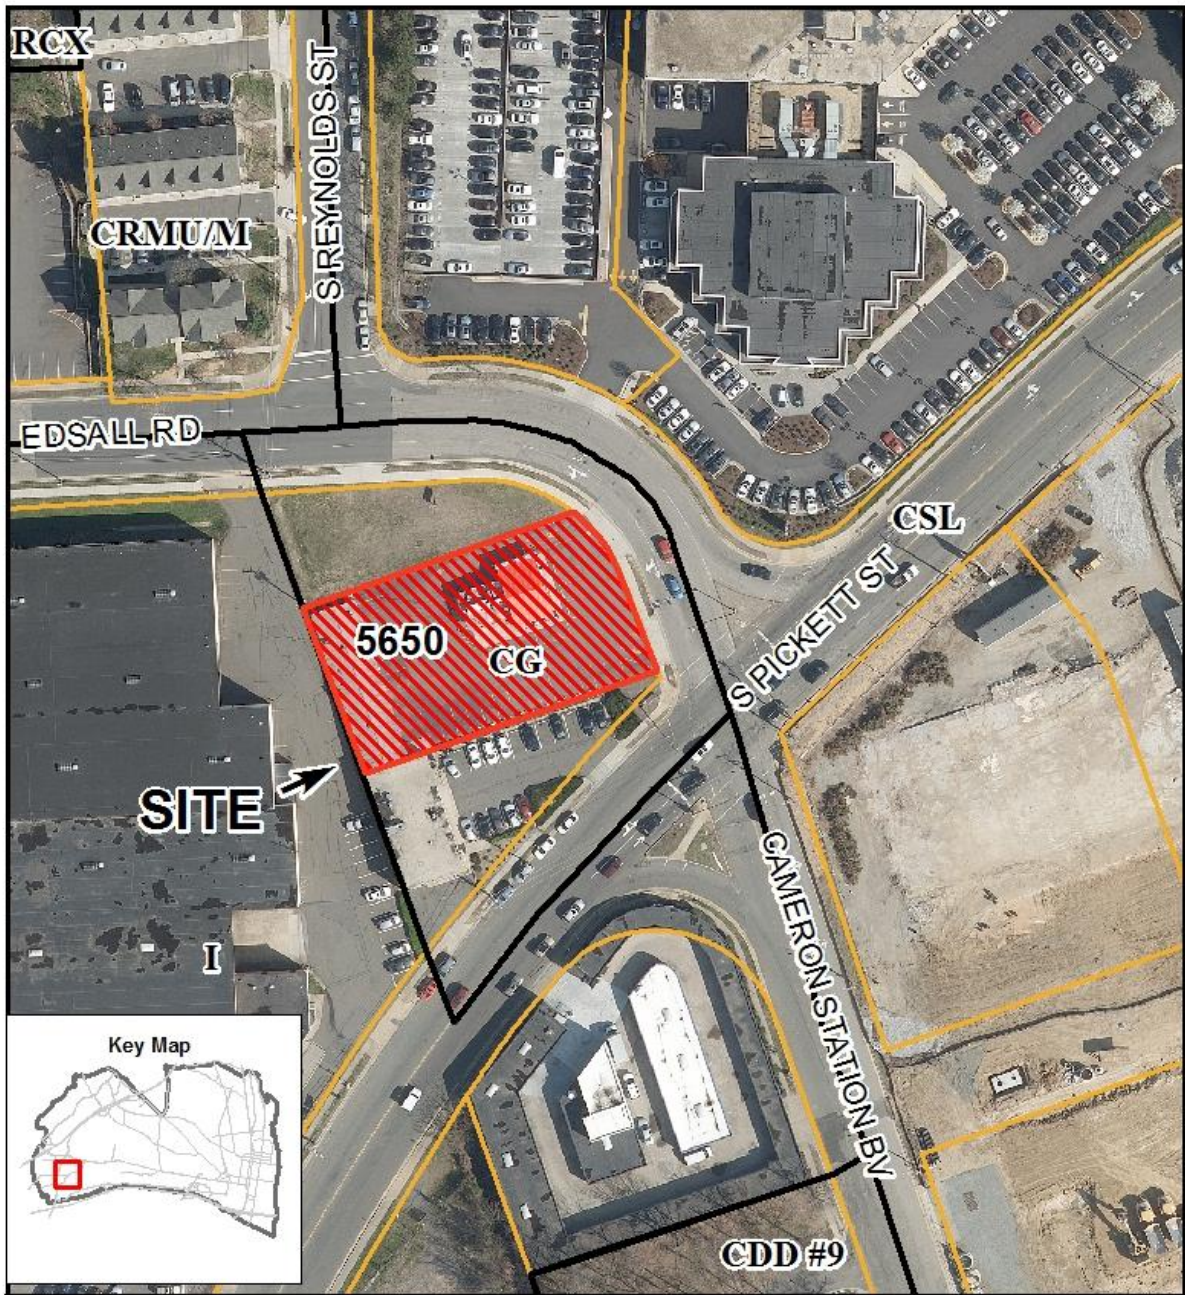 RCX
S REYNOLDS ST
CRMU/M
EDSALL RD
CSL
S PICKETT ST
5650
CG
SITE
CAMERON STATION BV
I
Key Map
CDD #9